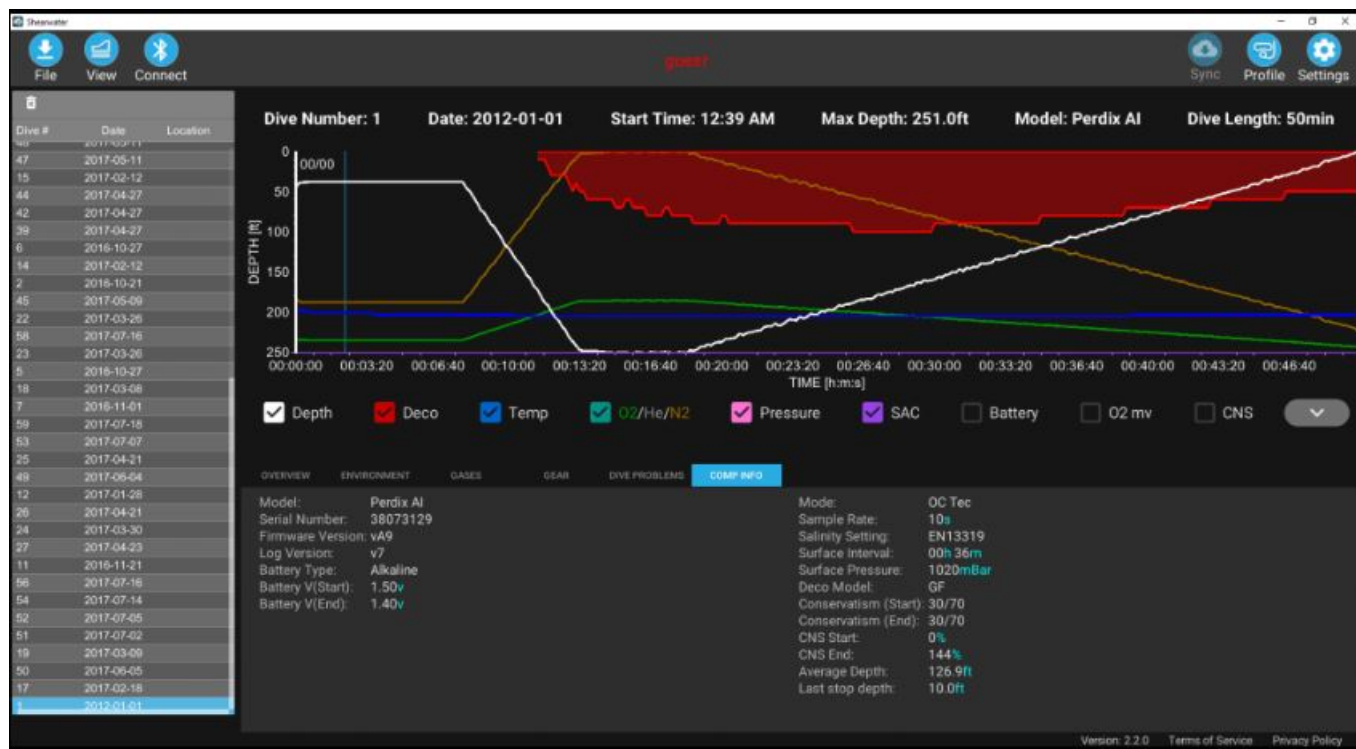 Shearwater
File View Connect
guest
Sync Profile Settings
Dive Number: 1 Date: 2012-01-01 Start Time: 12:39 AM Max Depth: 251.0ft Model: Perdix AI Dive Length: 50min
Dive # Date Location
47 2017-05-11
15 2017-02-12
44 2017-04-27
42 2017-04-27
39 2017-04-27
6 2016-10-27
14 2017-02-12
2 2016-10-21
45 2017-05-09
22 2017-03-26
58 2017-07-16
23 2017-03-26
5 2016-10-27
18 2017-03-08
7 2016-11-01
59 2017-07-18
53 2017-07-07
25 2017-04-21
49 2017-06-04
12 2017-01-28
26 2017-04-21
24 2017-03-30
27 2017-04-23
11 2016-11-21
56 2017-07-16
54 2017-07-14
52 2017-07-05
51 2017-07-02
19 2017-03-09
50 2017-06-05
17 2017-02-18
1 2012-01-01
DEPTH [ft]
0
50
100
150
200
250
00/00
00:00:00 00:03:20 00:06:40 00:10:00 00:13:20 00:16:40 00:20:00 00:23:20 00:26:40 00:30:00 00:33:20 00:36:40 00:40:00 00:43:20 00:46:40
TIME [h:m:s]
Depth Deco Temp O2/He/N2 Pressure SAC Battery O2 mv CNS
OVERVIEW ENVIRONMENT GASES GEAR DIVE PROBLEMS COMP INFO
Model: Perdix AI
Serial Number: 38073129
Firmware Version: vA9
Log Version: v7
Battery Type: Alkaline
Battery V(Start): 1.50v
Battery V(End): 1.40v
Mode: OC Tec
Sample Rate: 10s
Salinity Setting: EN13319
Surface Interval: 00h 36m
Surface Pressure: 1020mBar
Deco Model: GF
Conservatism (Start): 30/70
Conservatism (End): 30/70
CNS Start: 0%
CNS End: 144%
Average Depth: 126.9ft
Last stop depth: 10.0ft
Version: 2.2.0 Terms of Service Privacy Policy